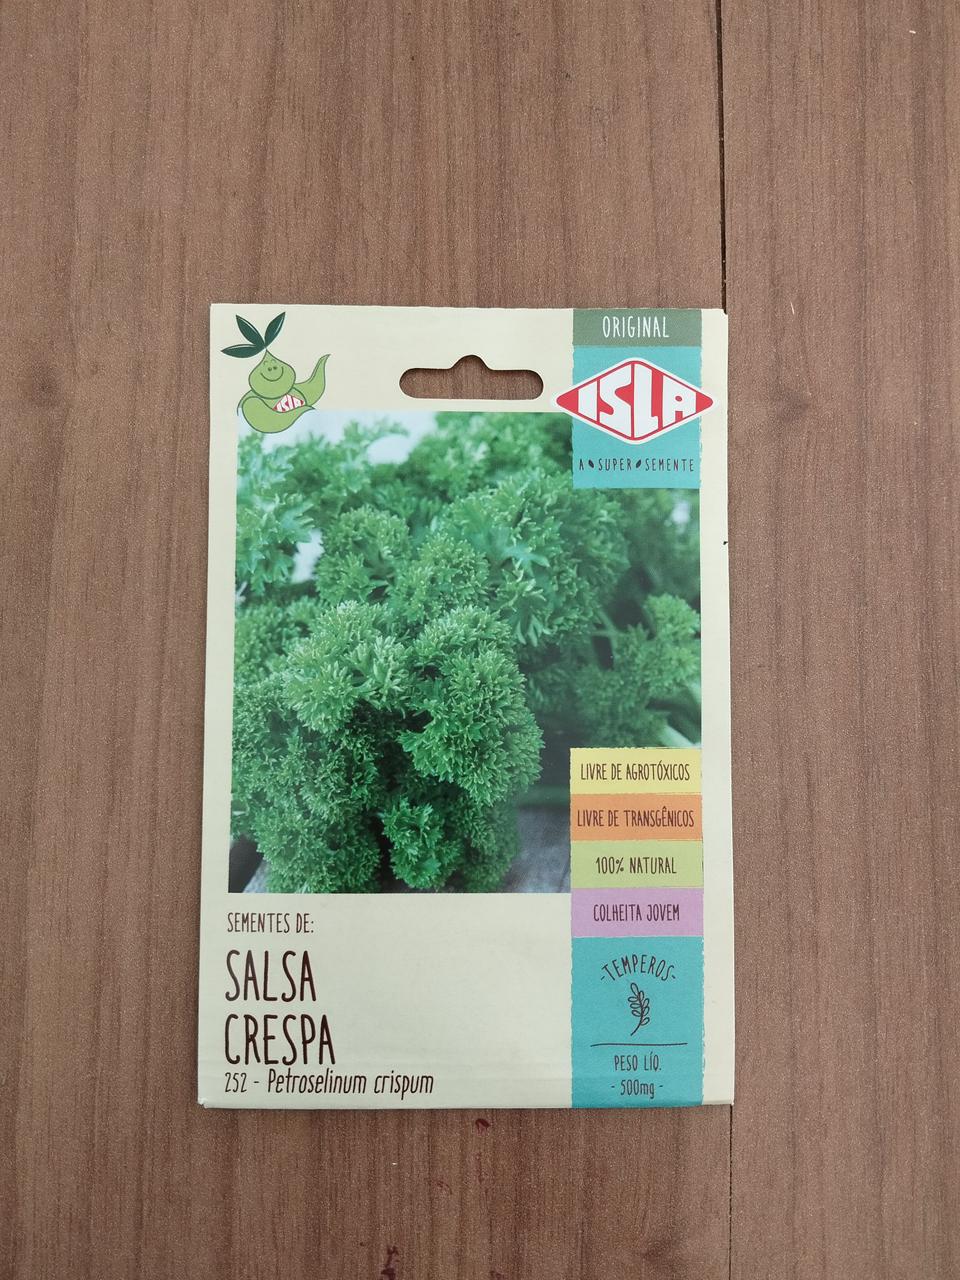 ORIGINAL
ISLA
ISLA
A SUPER SEMENTE
LIVRE DE AGROTÓXICOS
LIVRE DE TRANSGÊNICOS
100% NATURAL
COLHEITA JOVEM
SEMENTES DE:
SALSA
CRESPA
252 - Petroselinum crispum
-TEMPEROS-
PESO LÍQ.
- 500mg -